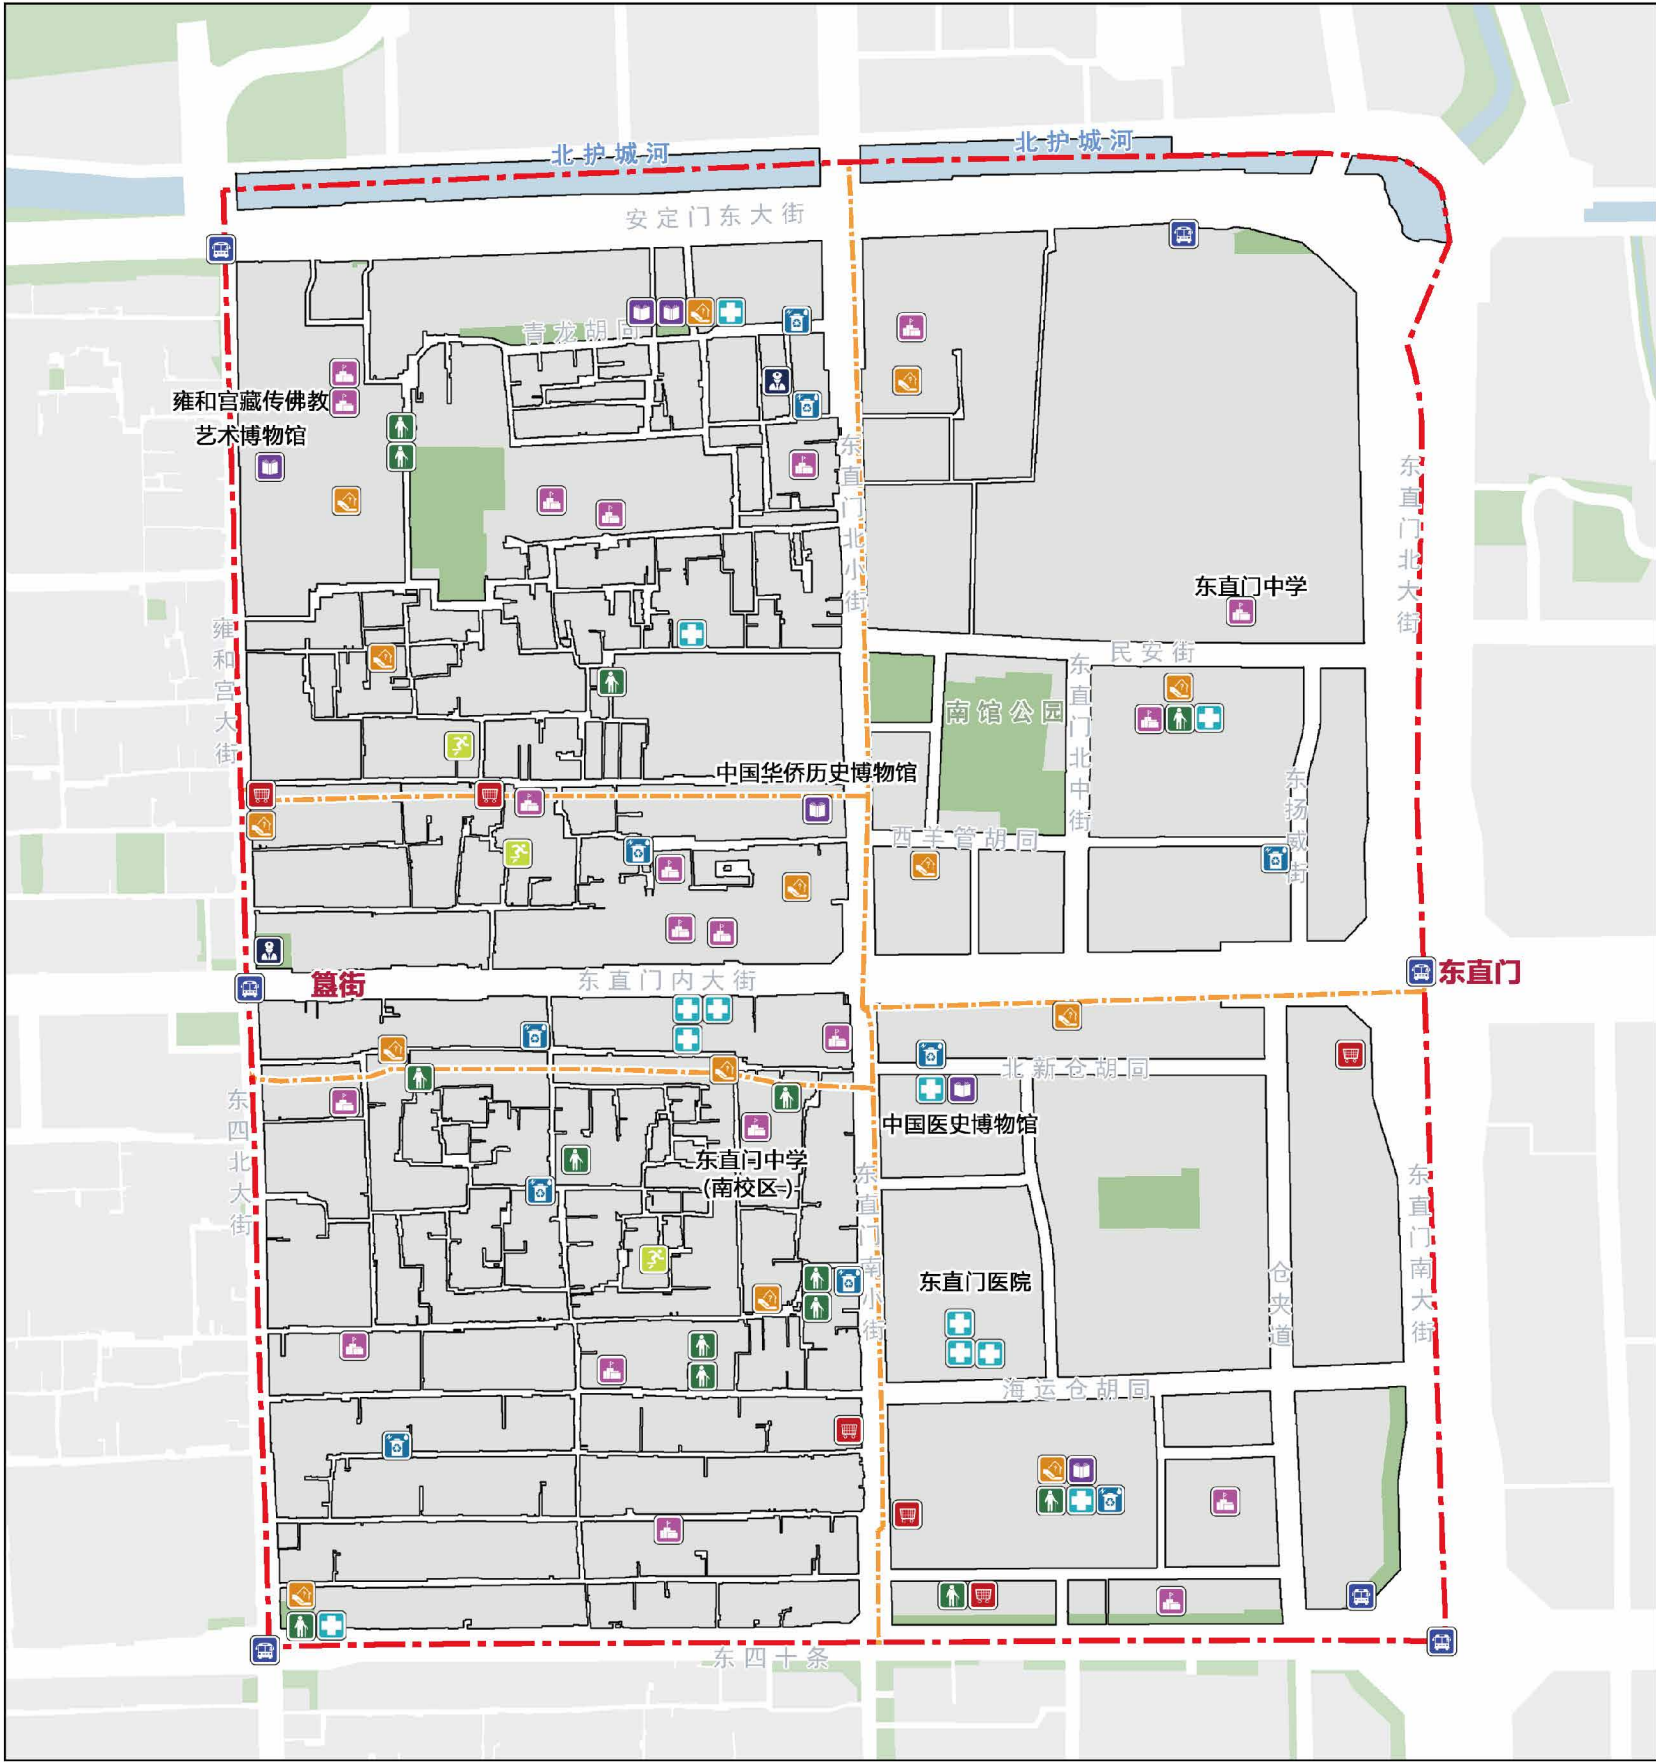 北护城河
北护城河
安定门东大街
青龙胡同
雍和宫藏传佛教
艺术博物馆
东直门北小街
东直门北大街
东直门中学
雍和宫大街
民安街
南馆公园
东直门北中街
中国华侨历史博物馆
东扬威街
西羊管胡同
簋街
东直门内大街
东直门
北新仓胡同
东四北大街
中国医史博物馆
东直门中学
(南校区)
东直门南小街
东直门南大街
东直门医院
仓夹道
海运仓胡同
东四十条